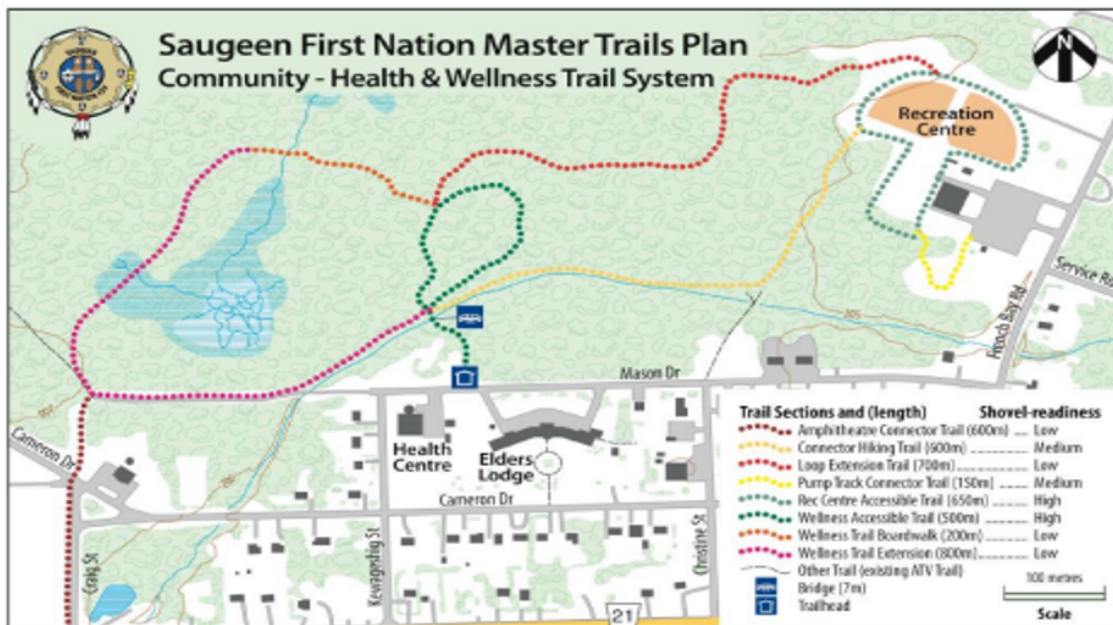 Saugeen First Nation Master Trails Plan
Community - Health & Wellness Trail System
N
Recreation
Centre
Service Rd
French Bay Rd
Mason Dr
Cameron Dr
Health
Centre
Elders
Lodge
Cameron Dr
Craig St
Kewageshig St
Christine St
21
Trail Sections and (length) Shovel-readiness
Amphitheatre Connector Trail (600m) .... Low
Connector Hiking Trail (600m) Medium
Loop Extension Trail (700m) Low
Pump Track Connector Trail (150m) Medium
Rec Centre Accessible Trail (650m) High
Wellness Accessible Trail (500m) High
Wellness Trail Boardwalk (200m) Low
Wellness Trail Extension (800m) Low
Other Trail (existing ATV Trail)
Bridge (7m)
Trailhead
100 metres
Scale